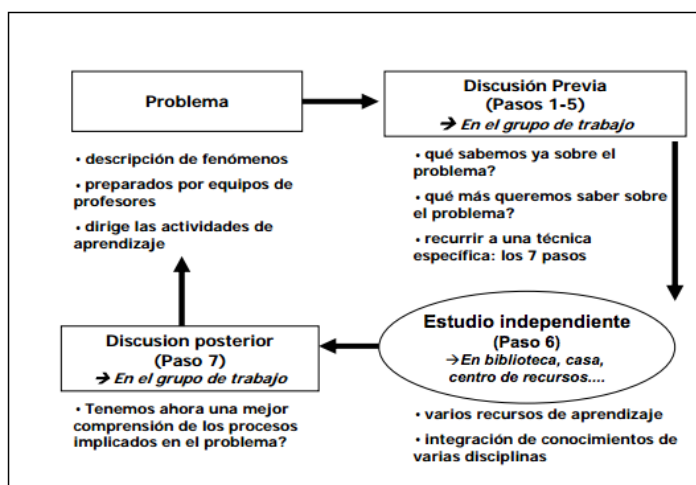 Problema
• descripción de fenómenos
• preparados por equipos de
profesores
• dirige las actividades de
aprendizaje
Discusión Previa
(Pasos 1-5)
→ En el grupo de trabajo
• qué sabemos ya sobre el
problema?
• qué más queremos saber sobre
el problema?
• recurrir a una técnica
específica: los 7 pasos
Estudio independiente
(Paso 6)
→En biblioteca, casa,
centro de recursos....
• varios recursos de aprendizaje
• integración de conocimientos de
varias disciplinas
Discusion posterior
(Paso 7)
→ En el grupo de trabajo
• Tenemos ahora una mejor
comprensión de los procesos
implicados en el problema?